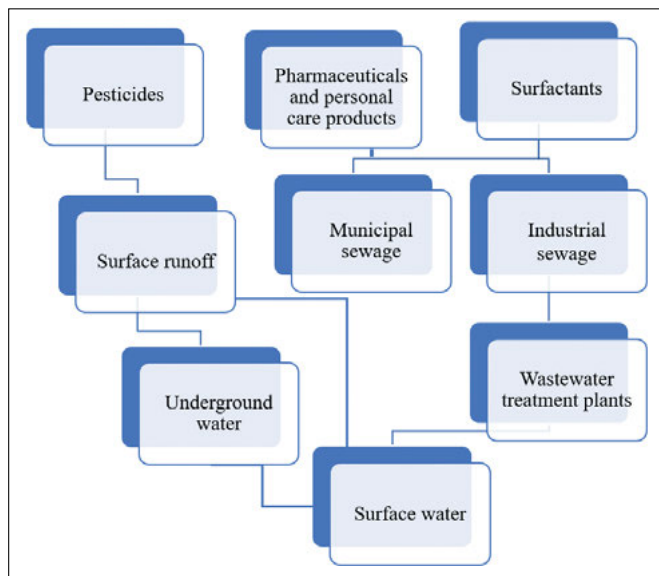 Pesticides
Pharmaceuticals
and personal
care products
Surfactants
Surface runoff
Municipal
sewage
Industrial
sewage
Underground
water
Wastewater
treatment plants
Surface water